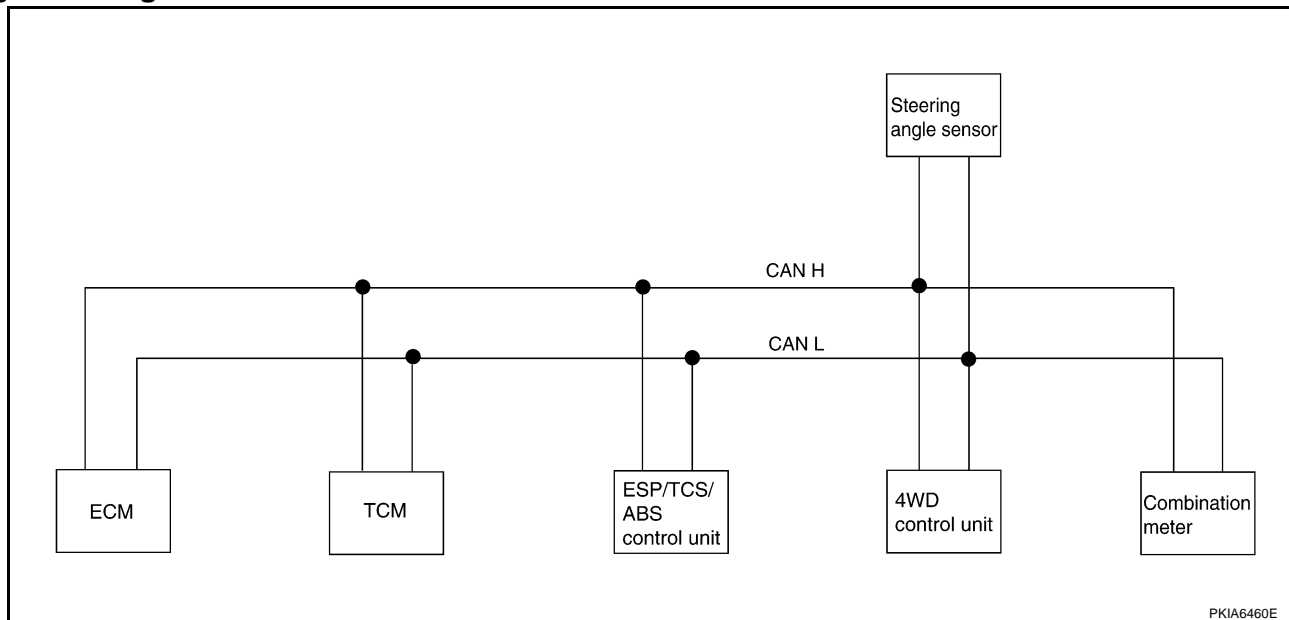 Steering
angle sensor
CAN H
CAN L
ECM
TCM
ESP/TCS/
ABS
control unit
4WD
control unit
Combination
meter
PKIA6460E